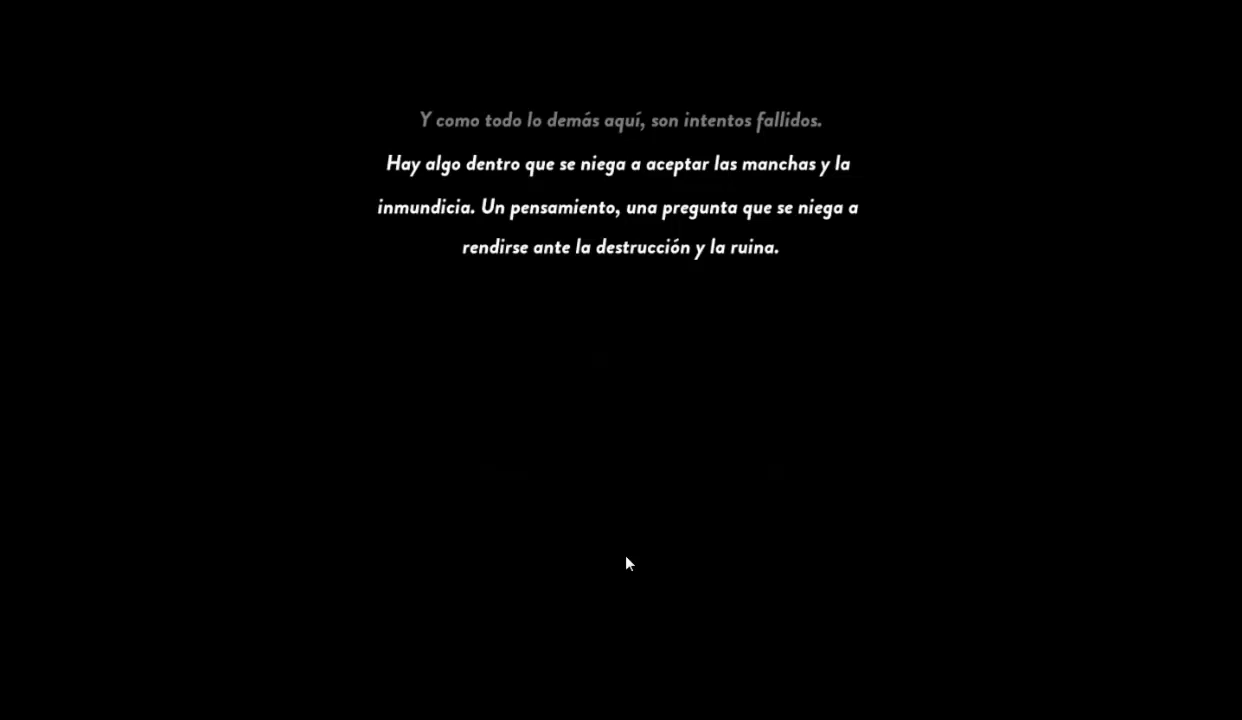 Y como todo lo demás aquí, son intentos fallidos.
Hay algo dentro que se niega a aceptar las manchas y la
inmundicia. Un pensamiento, una pregunta que se niega a
rendirse ante la destrucción y la ruina.